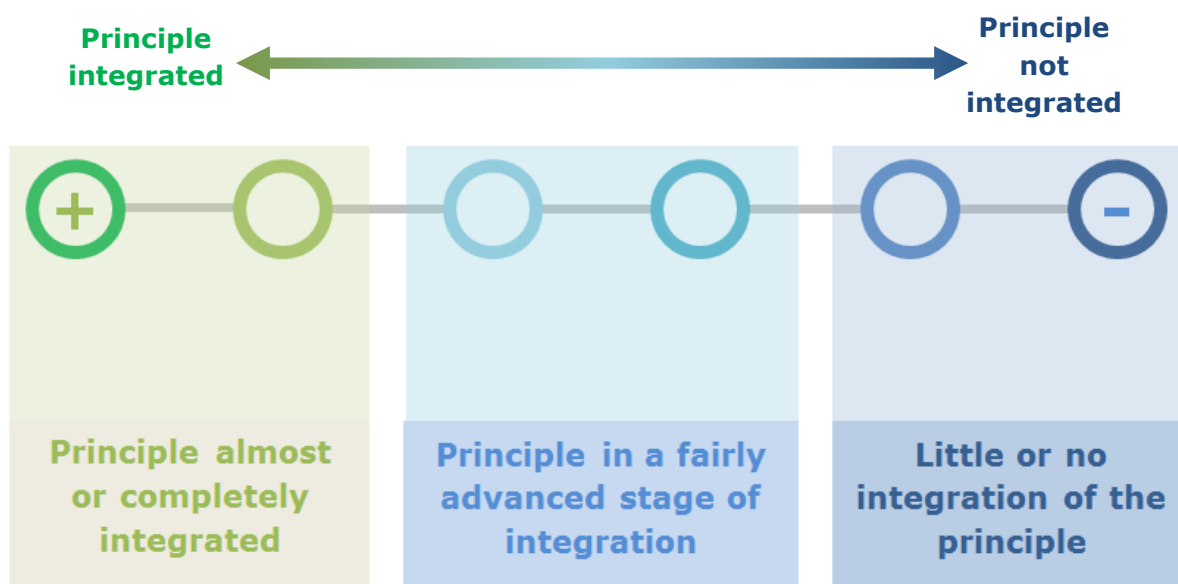 Principle
integrated
Principle
not
integrated
+
-
Principle almost
or completely
integrated
Principle in a fairly
advanced stage of
integration
Little or no
integration of the
principle